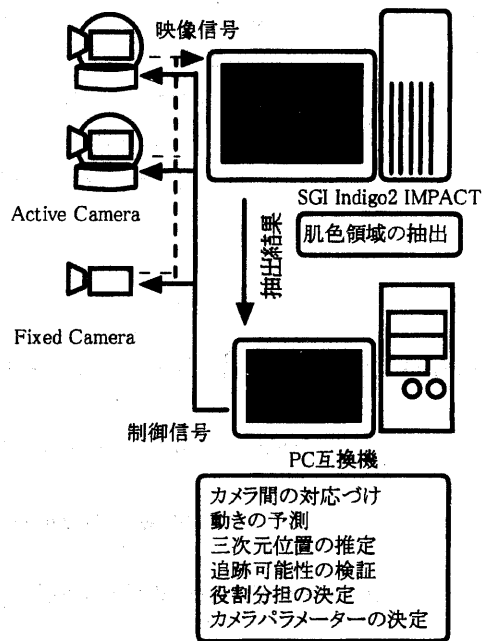 映像信号
Active Camera
SGI Indigo2 IMPACT
肌色領域の抽出
抽出結果
Fixed Camera
制御信号
PC互換機
カメラ間の対応づけ
動きの予測
三次元位置の推定
追跡可能性の検証
役割分担の決定
カメラパラメーターの決定